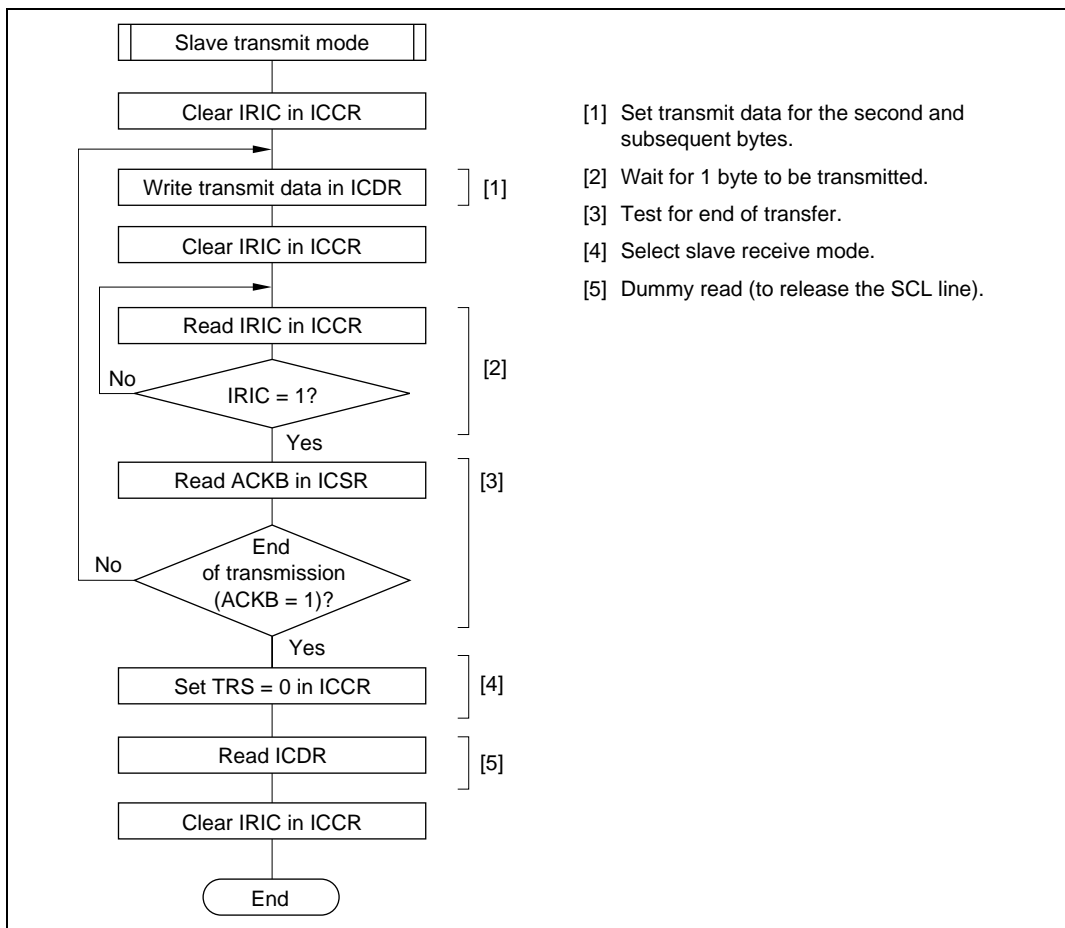 Slave transmit mode
Clear IRIC in ICCR
Write transmit data in ICDR
[1]
Clear IRIC in ICCR
Read IRIC in ICCR
[2]
No
IRIC = 1?
Yes
Read ACKB in ICSR
[3]
No
End
of transmission
(ACKB = 1)?
Yes
Set TRS = 0 in ICCR
[4]
Read ICDR
[5]
Clear IRIC in ICCR
End
[1] Set transmit data for the second and
subsequent bytes.
[2] Wait for 1 byte to be transmitted.
[3] Test for end of transfer.
[4] Select slave receive mode.
[5] Dummy read (to release the SCL line).